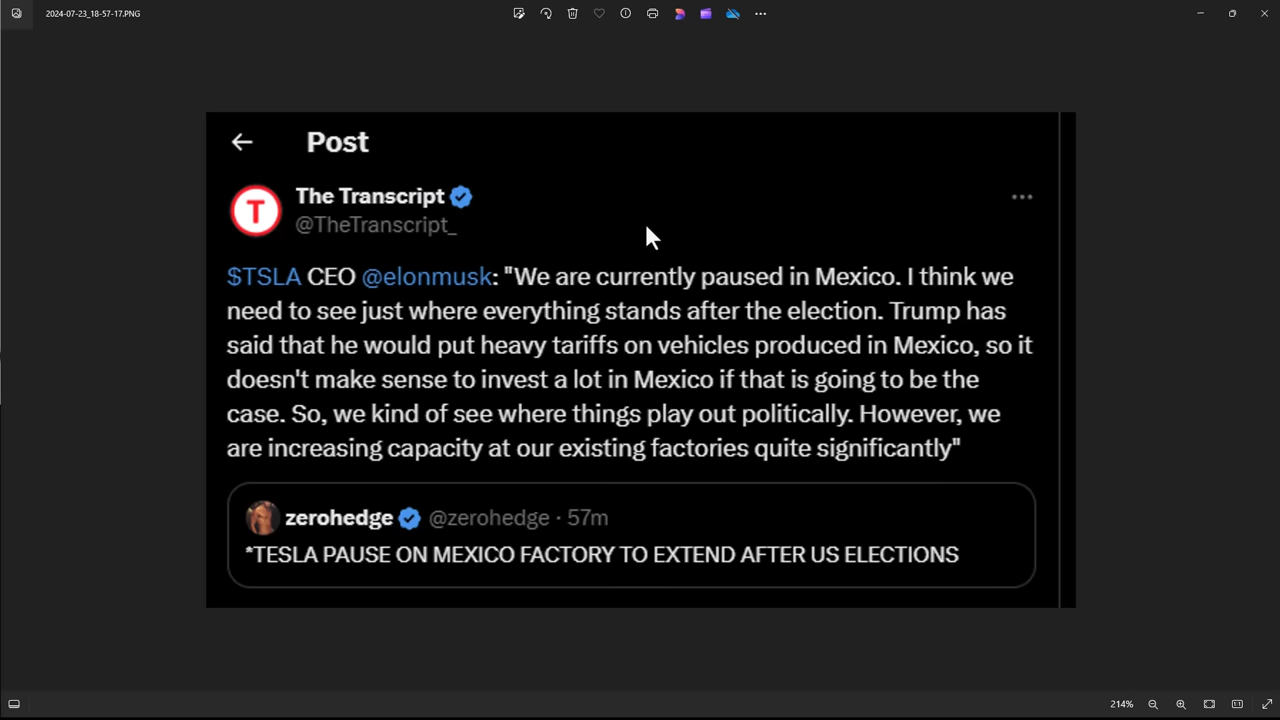 2024-07-23_18-57-17.PNG
Post
T
The Transcript
@TheTranscript_
$TSLA CEO @elonmusk: "We are currently paused in Mexico. I think we
need to see just where everything stands after the election. Trump has
said that he would put heavy tariffs on vehicles produced in Mexico, so it
doesn't make sense to invest a lot in Mexico if that is going to be the
case. So, we kind of see where things play out politically. However, we
are increasing capacity at our existing factories quite significantly"
zerohedge @zerohedge · 57m
*TESLA PAUSE ON MEXICO FACTORY TO EXTEND AFTER US ELECTIONS
214%